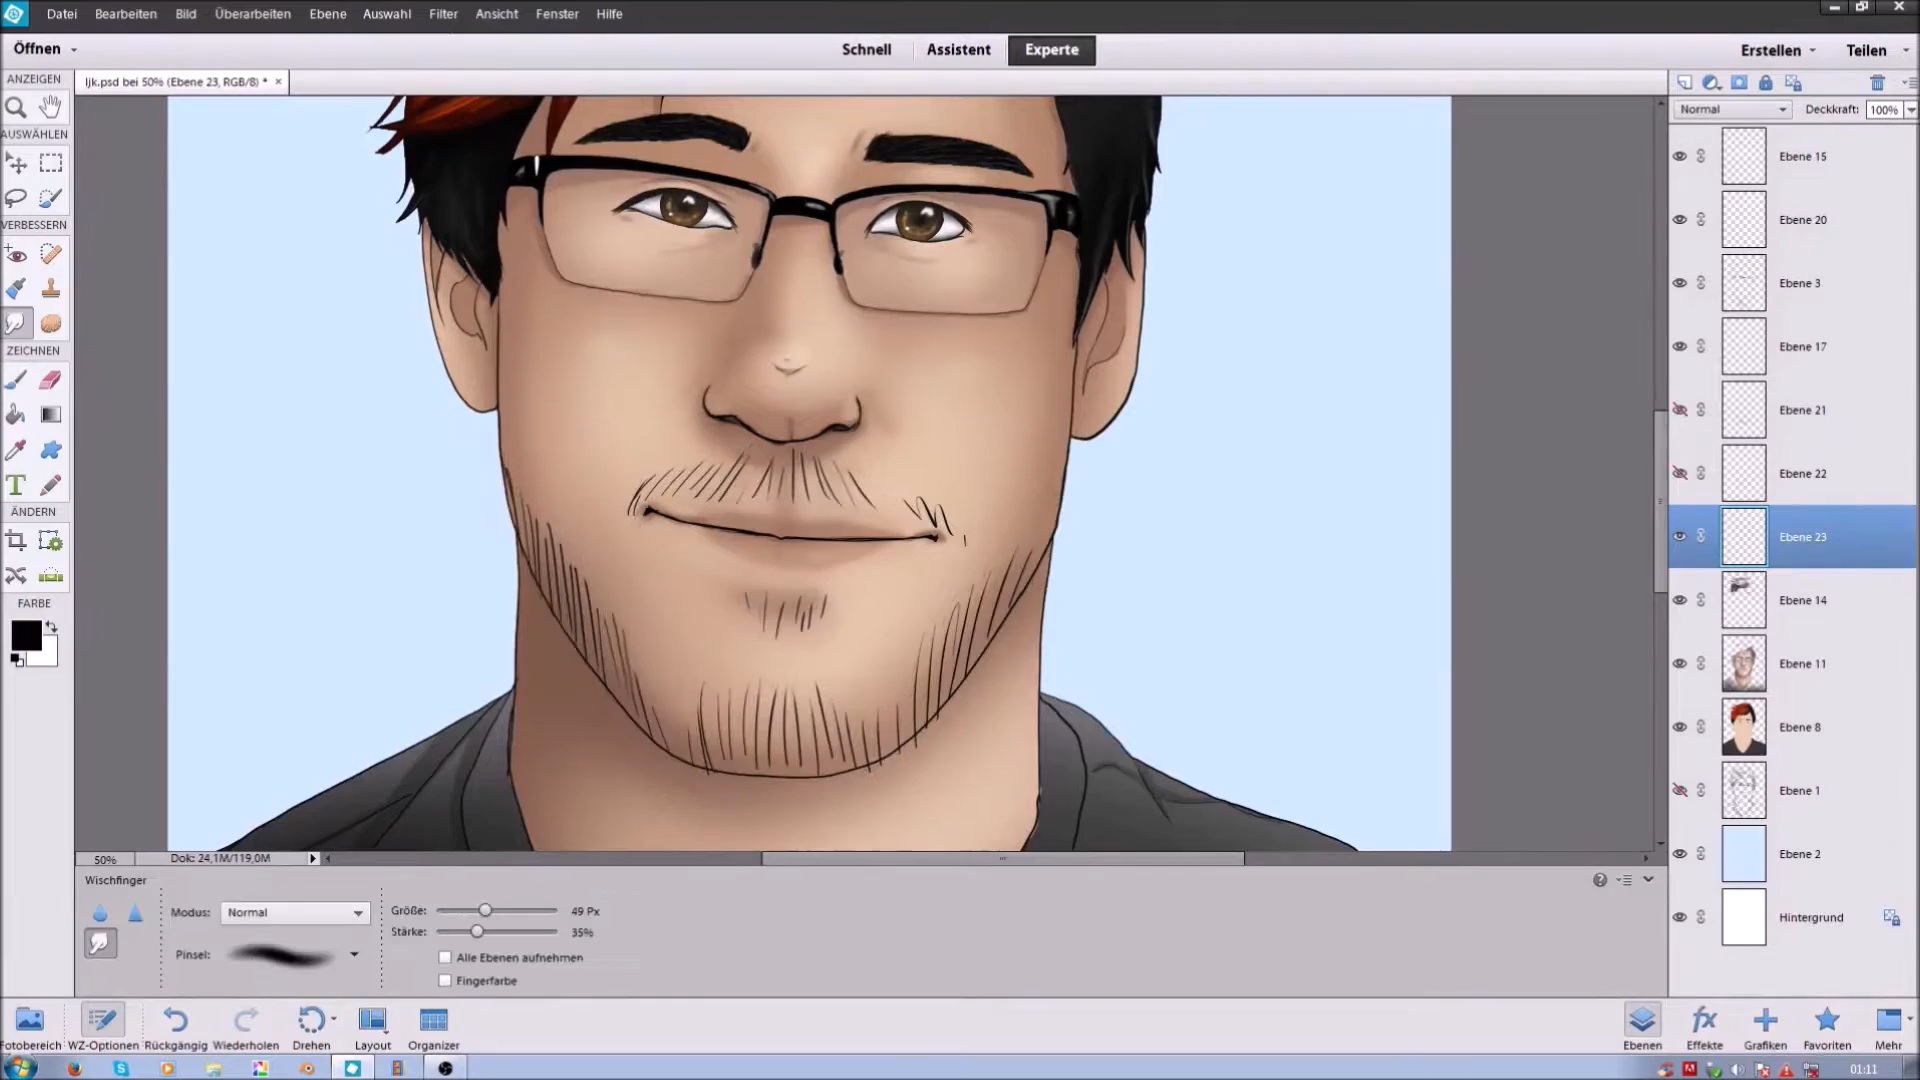 Datei Bearbeiten Bild Überarbeiten Ebene Auswahl Filter Ansicht Fenster Hilfe
Öffnen Schnell Assistent Experte Erstellen Teilen
ANZEIGEN
ljk.psd bei 50% (Ebene 23, RGB/8) * ×
Normal Deckkraft: 100%
AUSWÄHLEN
VERBESSERN
ZEICHNEN
ÄNDERN
FARBE
Ebene 15
Ebene 20
Ebene 3
Ebene 17
Ebene 21
Ebene 22
Ebene 23
Ebene 14
Ebene 11
Ebene 8
Ebene 1
Ebene 2
Hintergrund
50% Dok: 24,1M/119,0M
Wischfinger
Modus: Normal
Pinsel:
Größe: 49 Px
Stärke: 35%
Alle Ebenen aufnehmen
Fingerfarbe
Fotobereich WZ-Optionen Rückgängig Wiederholen Drehen Layout Organizer Ebenen Effekte Grafiken Favoriten Mehr
01:11